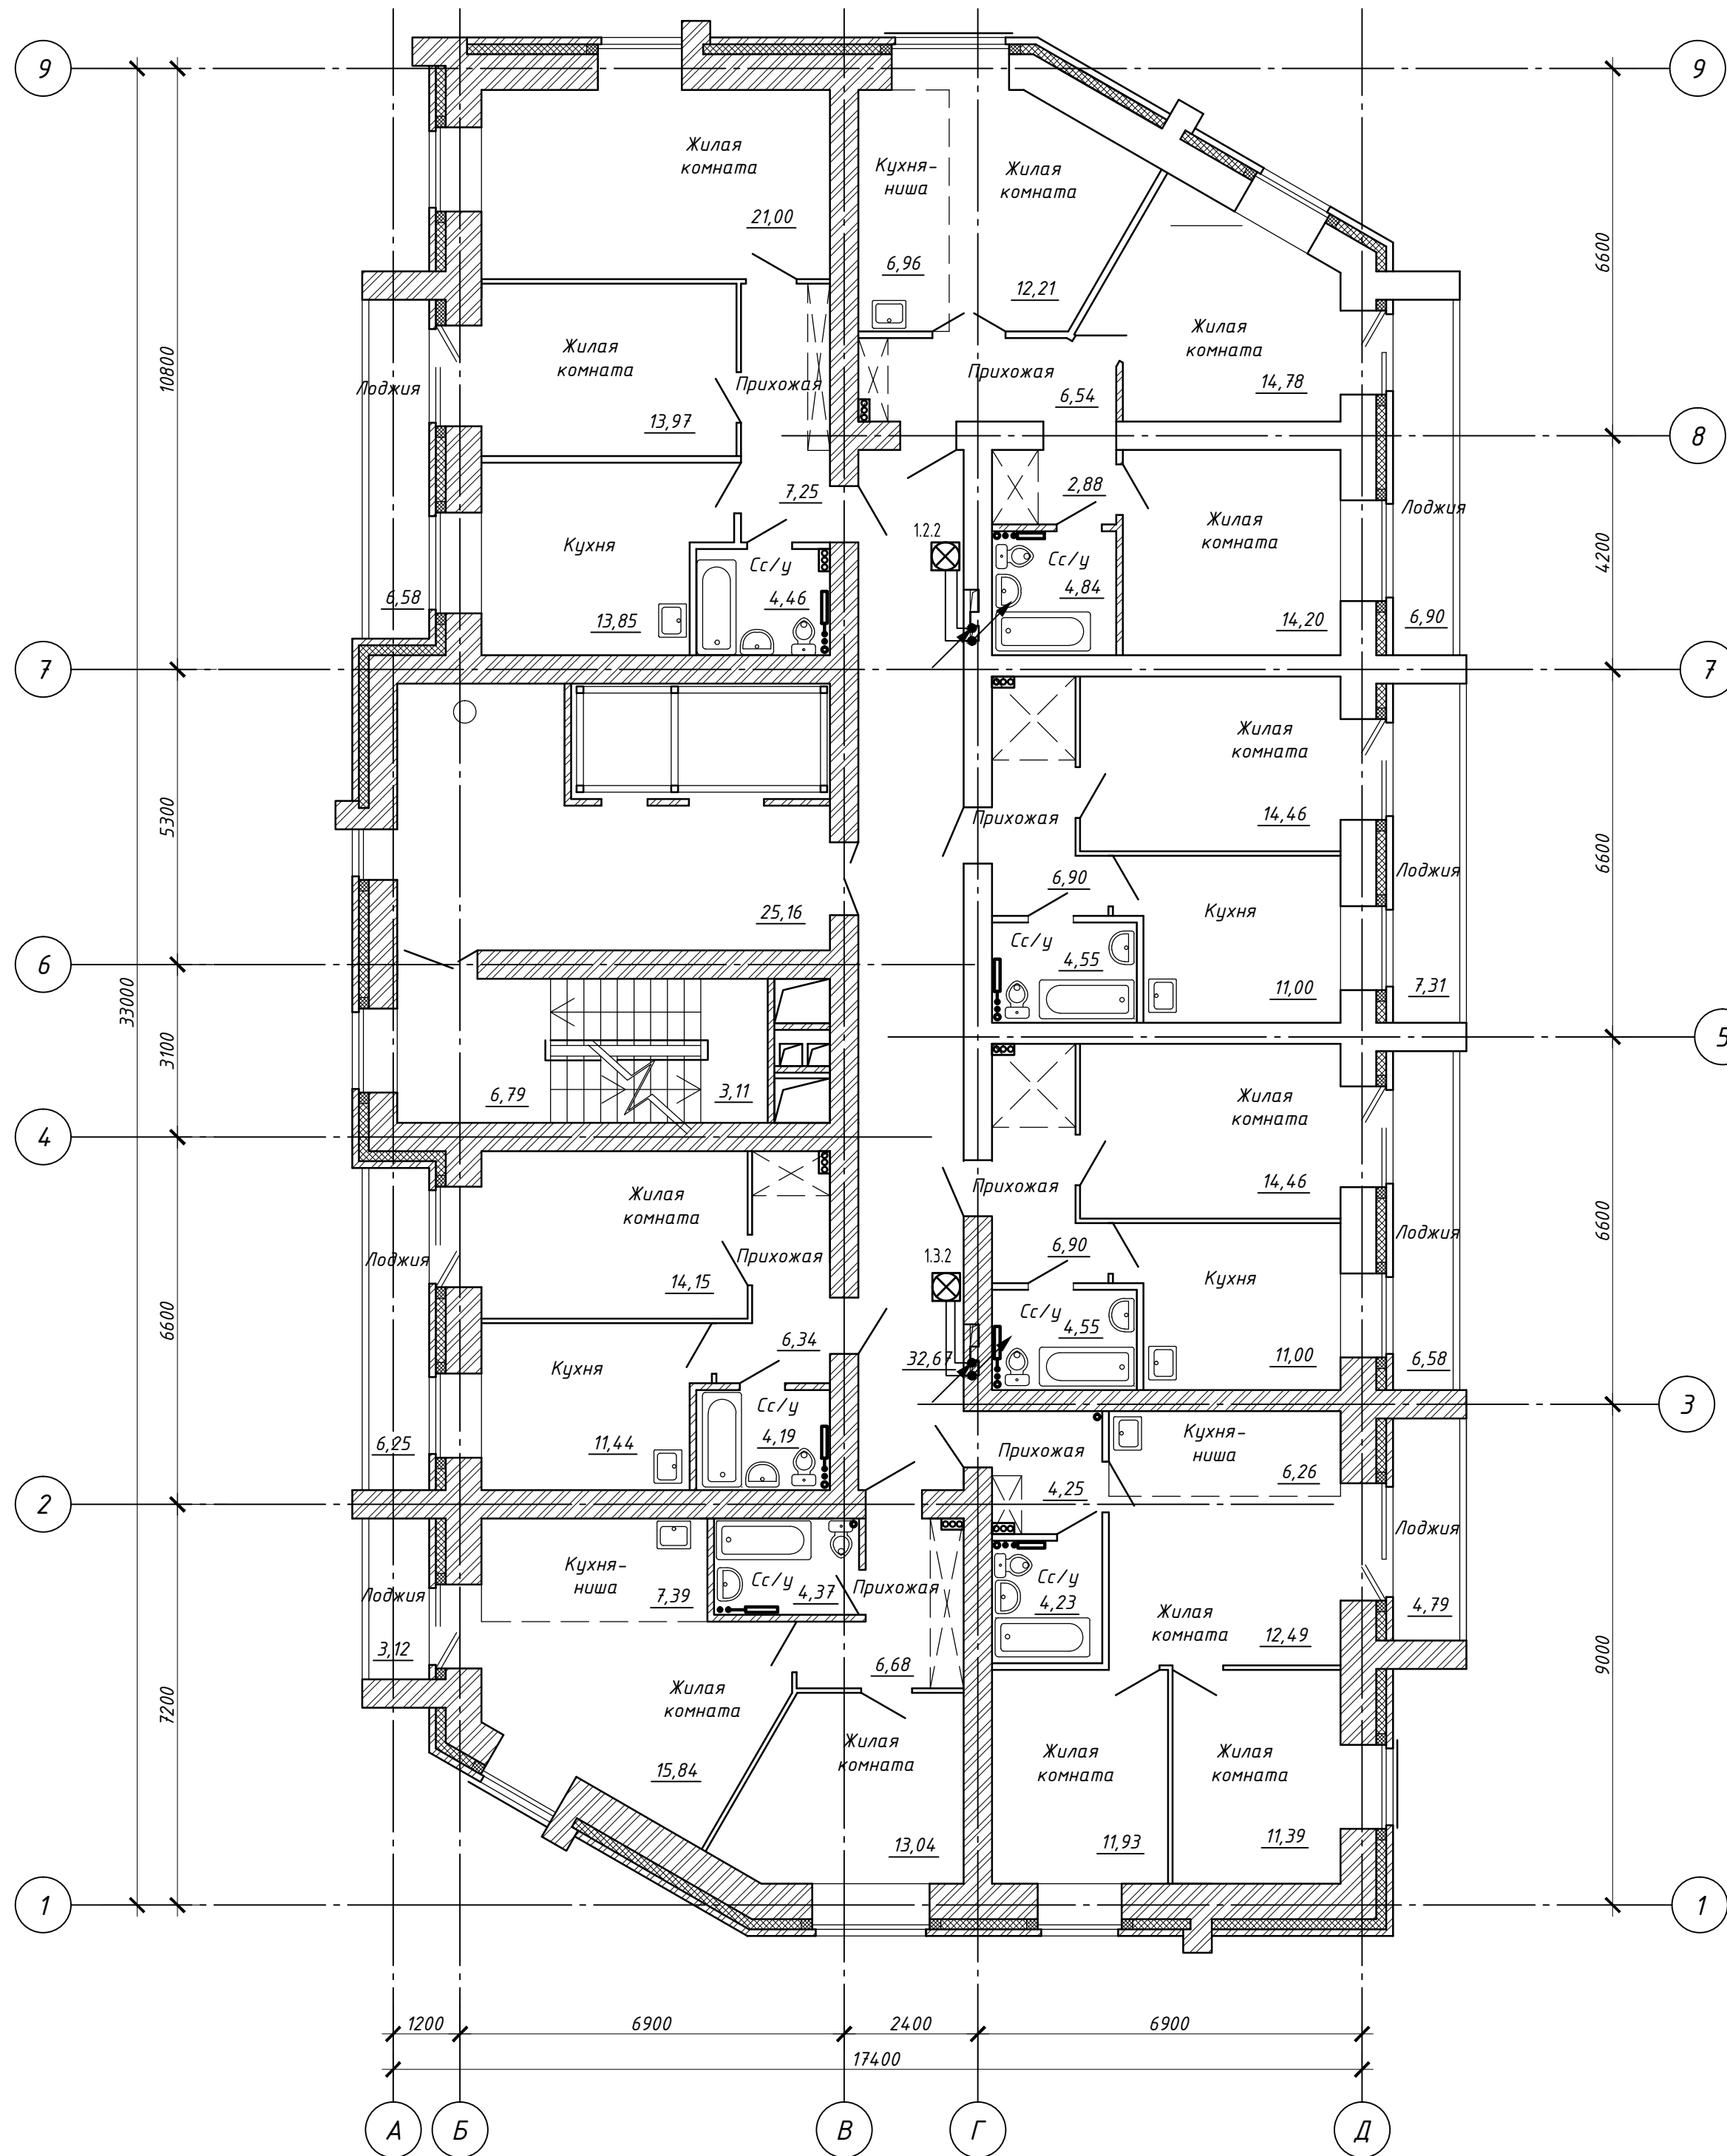 9
9
Жилая
комната
21,00
Кухня-
ниша
6,96
Жилая
комната
12,21
6600
10800
Жилая
комната
13,97
Лоджия
Прихожая
Прихожая
6,54
Жилая
комната
14,78
8
7,25
2,88
Кухня
13,85
Сс/у
4,46
1.2.2
Сс/у
4,84
Жилая
комната
14,20
Лоджия
6,90
6,58
4200
7
7
5300
25,16
Прихожая
6,90
Жилая
комната
14,46
Лоджия
6600
Сс/у
4,55
Кухня
11,00
7,31
6
33000
3100
6,79
3,11
5
4
Жилая
комната
14,15
Лоджия
Прихожая
6,34
Прихожая
6,90
Жилая
комната
14,46
Лоджия
6600
6600
1.3.2
32,67
Кухня
11,44
Сс/у
4,19
6,25
Сс/у
4,55
Кухня
11,00
6,58
3
Прихожая
4,25
Кухня-
ниша
6,26
2
Кухня-
ниша
7,39
Сс/у
4,37
Прихожая
6,68
Лоджия
3,12
Сс/у
4,23
Жилая
комната
12,49
Лоджия
4,79
7200
9000
Жилая
комната
15,84
Жилая
комната
13,04
Жилая
комната
11,93
Жилая
комната
11,39
1
1
1200
6900
2400
6900
17400
А
Б
В
Г
Д